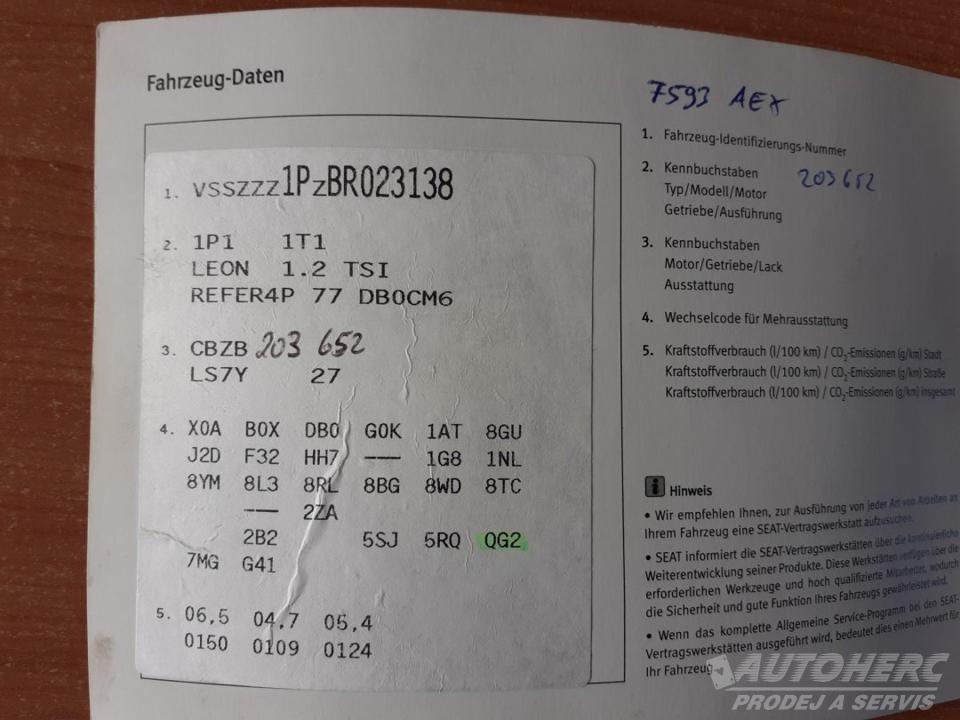 Fahrzeug-Daten
1. VSSZZZ1PZBR023138
2. 1P1 1T1
LEON 1.2 TSI
REFER4P 77 DB0CM6
3. CBZB 203 652
LS7Y 27
4. X0A B0X DB0 G0K 1AT 8GU
J2D F32 HH7 --- 1G8 1NL
8YM 8L3 8RL 8BG 8WD 8TC
--- 2ZA
2B2 5SJ 5RQ QG2
7MG G41
5. 06,5 04,7 05,4
0150 0109 0124
7593 AEX
1. Fahrzeug-Identifizierungs-Nummer
2. Kennbuchstaben 203 652
Typ/Modell/Motor
Getriebe/Ausführung
3. Kennbuchstaben
Motor/Getriebe/Lack
Ausstattung
4. Wechselcode für Mehrausstattung
5. Kraftstoffverbrauch (l/100 km) / CO2-Emissionen (g/km) Stadt
Kraftstoffverbrauch (l/100 km) / CO2-Emissionen (g/km) Straße
Kraftstoffverbrauch (l/100 km) / CO2-Emissionen (g/km) insgesamt
i Hinweis
• Wir empfehlen Ihnen, zur Ausführung von jeder Art von Arbeiten an
Ihrem Fahrzeug eine SEAT-Vertragswerkstatt aufzusuchen.
• SEAT informiert die SEAT-Vertragswerkstätten über die kontinuierliche
Weiterentwicklung seiner Produkte. Diese Werkstätten verfügen über die
erforderlichen Werkzeuge und hoch qualifizierte Mitarbeiter, wodurch
die Sicherheit und gute Funktion Ihres Fahrzeugs gewährleistet wird.
• Wenn das komplette Allgemeine Service-Programm bei den SEAT-
Vertragswerkstätten ausgeführt wird, bedeutet dies einen Mehrwert für
Ihr Fahrzeug.
AUTOHERC
PRODEJ A SERVIS